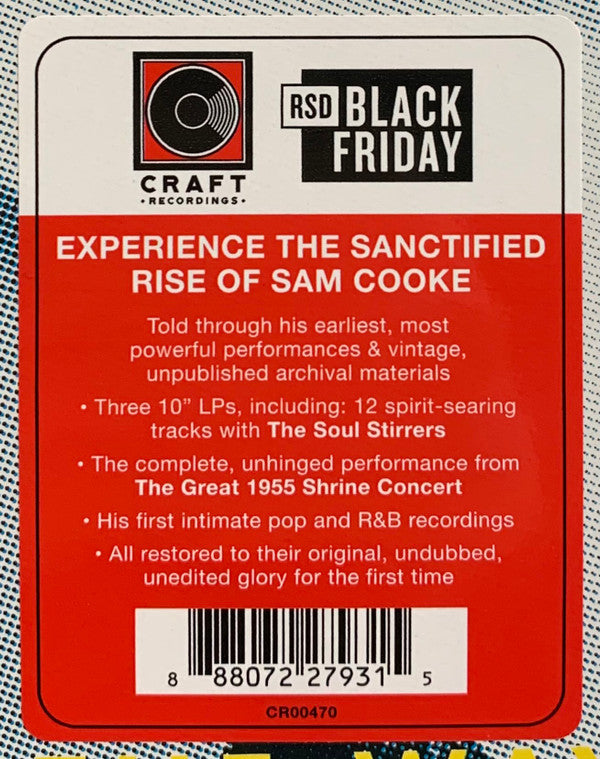 RSD BLACK
FRIDAY
CRAFT
• RECORDINGS •
EXPERIENCE THE SANCTIFIED
RISE OF SAM COOKE
Told through his earliest, most
powerful performances & vintage,
unpublished archival materials
• Three 10” LPs, including: 12 spirit-searing
tracks with The Soul Stirrers
• The complete, unhinged performance from
The Great 1955 Shrine Concert
• His first intimate pop and R&B recordings
• All restored to their original, undubbed,
unedited glory for the first time
8 88072 27931 5
CR00470